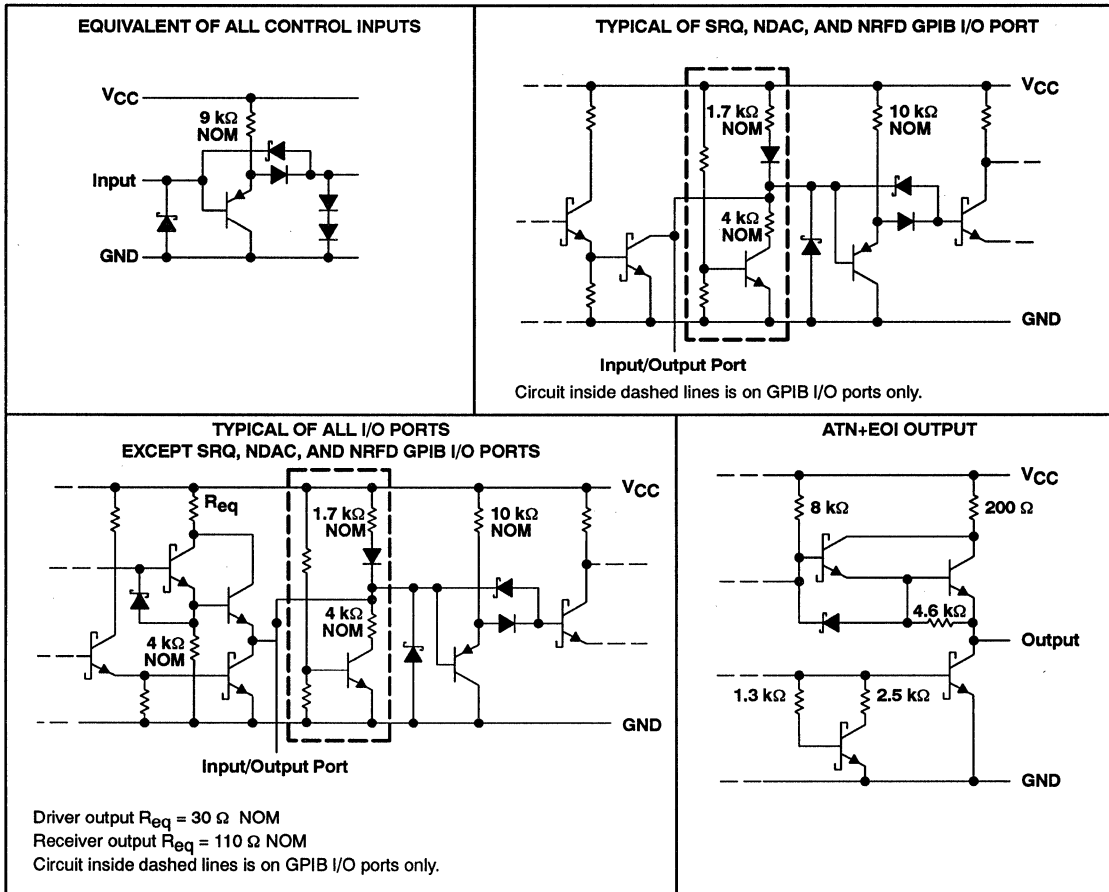 EQUIVALENT OF ALL CONTROL INPUTS
VCC
9 kΩ
NOM
Input
GND
TYPICAL OF SRQ, NDAC, AND NRFD GPIB I/O PORT
VCC
1.7 kΩ
NOM
10 kΩ
NOM
4 kΩ
NOM
GND
Input/Output Port
Circuit inside dashed lines is on GPIB I/O ports only.
TYPICAL OF ALL I/O PORTS
EXCEPT SRQ, NDAC, AND NRFD GPIB I/O PORTS
VCC
Req
1.7 kΩ
NOM
10 kΩ
NOM
4 kΩ
NOM
4 kΩ
NOM
GND
Input/Output Port
Driver output Req = 30 Ω NOM
Receiver output Req = 110 Ω NOM
Circuit inside dashed lines is on GPIB I/O ports only.
ATN+EOI OUTPUT
VCC
8 kΩ
200 Ω
4.6 kΩ
Output
1.3 kΩ
2.5 kΩ
GND